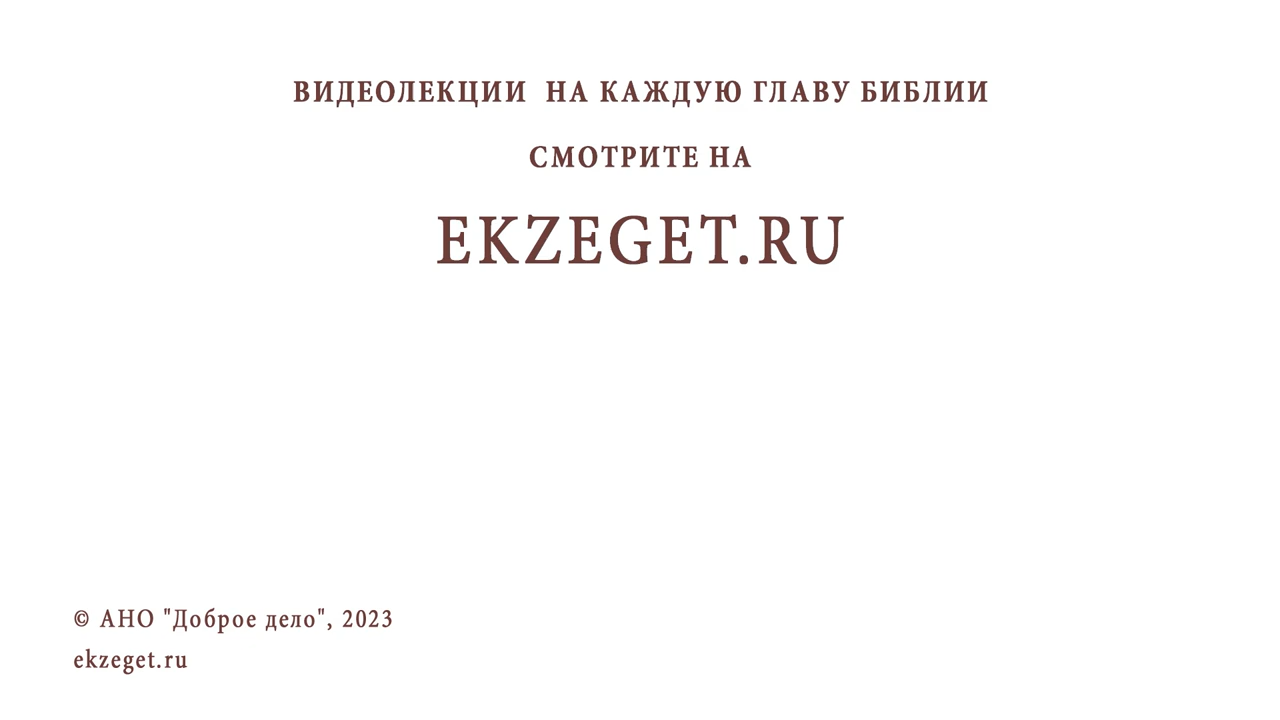 ВИДЕОЛЕКЦИИ НА КАЖДУЮ ГЛАВУ БИБЛИИ
СМОТРИТЕ НА
EKZEGET.RU
© АНО "Доброе дело", 2023
ekzeget.ru